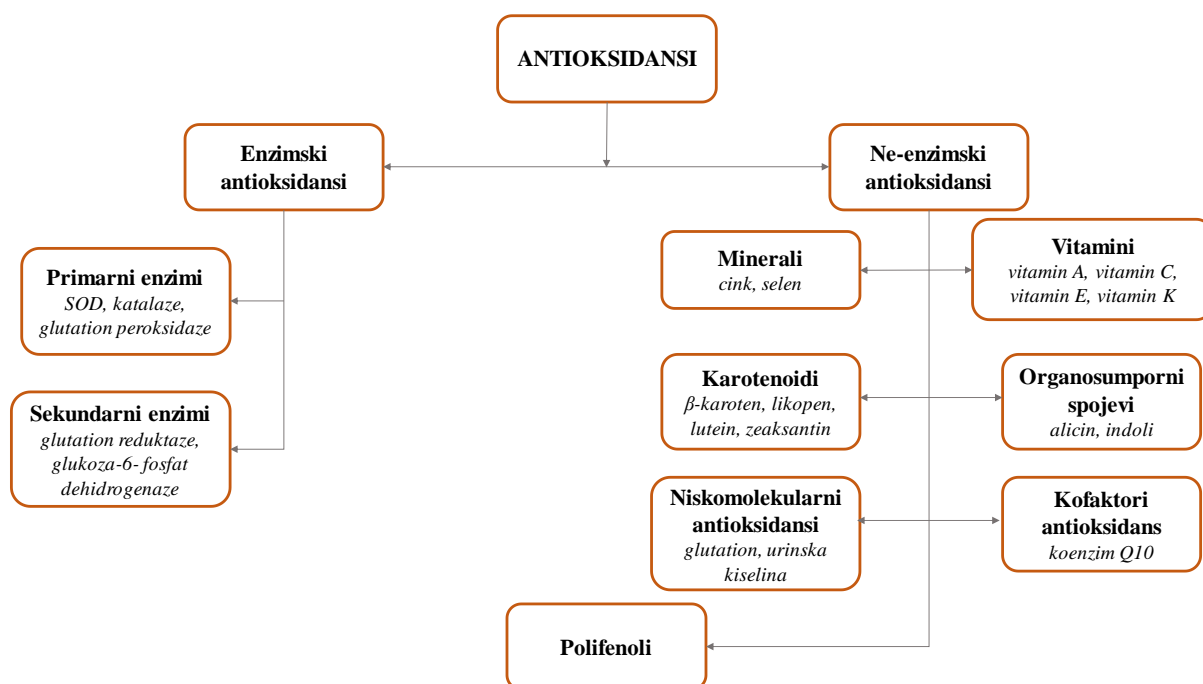 ANTIOKSIDANSI
Enzimski
antioksidansi
Ne-enzimski
antioksidansi
Primarni enzimi
SOD, katalaze,
glutation peroksidaze
Sekundarni enzimi
glutation reduktaze,
glukoza-6- fosfat
dehidrogenaze
Minerali
cink, selen
Vitamini
vitamin A, vitamin C,
vitamin E, vitamin K
Karotenoidi
β-karoten, likopen,
lutein, zeaksantin
Organosumporni
spojevi
alicin, indoli
Niskomolekularni
antioksidansi
glutation, urinska
kiselina
Kofaktori
antioksidans
koenzim Q10
Polifenoli